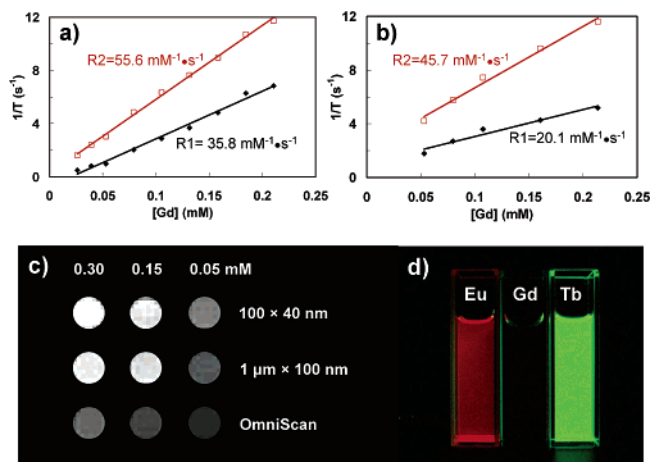 a)
R2=55.6 mM⁻¹•s⁻¹
R1= 35.8 mM⁻¹•s⁻¹
1/T (s⁻¹)
12
8
4
0
0 0.05 0.1 0.15 0.2 0.25
[Gd] (mM)
b)
R2=45.7 mM⁻¹•s⁻¹
R1=20.1 mM⁻¹•s⁻¹
1/T (s⁻¹)
12
8
4
0
0 0.05 0.1 0.15 0.2 0.25
[Gd] (mM)
c)
0.30 0.15 0.05 mM
100 × 40 nm
1 µm × 100 nm
OmniScan
d)
Eu Gd Tb